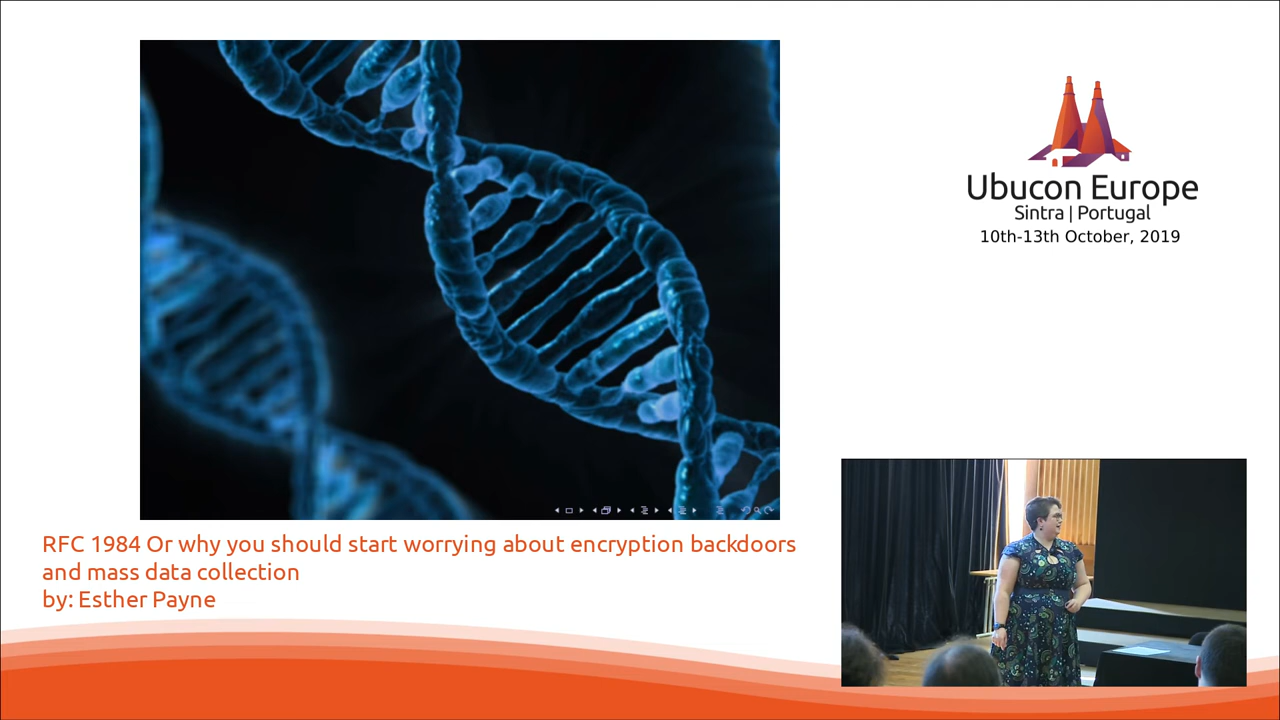 Ubucon Europe
Sintra | Portugal
10th-13th October, 2019
RFC 1984 Or why you should start worrying about encryption backdoors
and mass data collection
by: Esther Payne